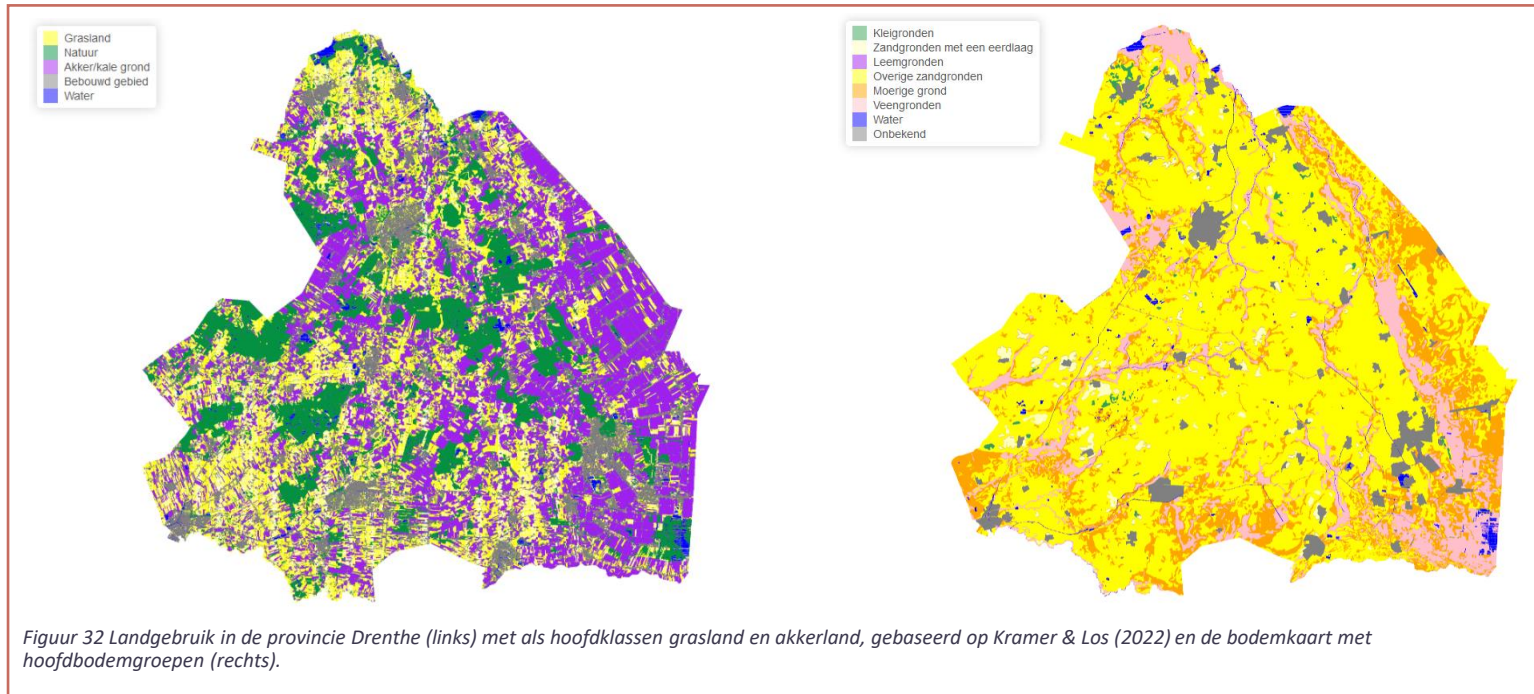 Grasland
Natuur
Akker/kale grond
Bebouwd gebied
Water
Kleigronden
Zandgronden met een eerdlaag
Leemgronden
Overige zandgronden
Moerige grond
Veengronden
Water
Onbekend
Figuur 32 Landgebruik in de provincie Drenthe (links) met als hoofdklassen grasland en akkerland, gebaseerd op Kramer & Los (2022) en de bodemkaart met
hoofdbodemgroepen (rechts).